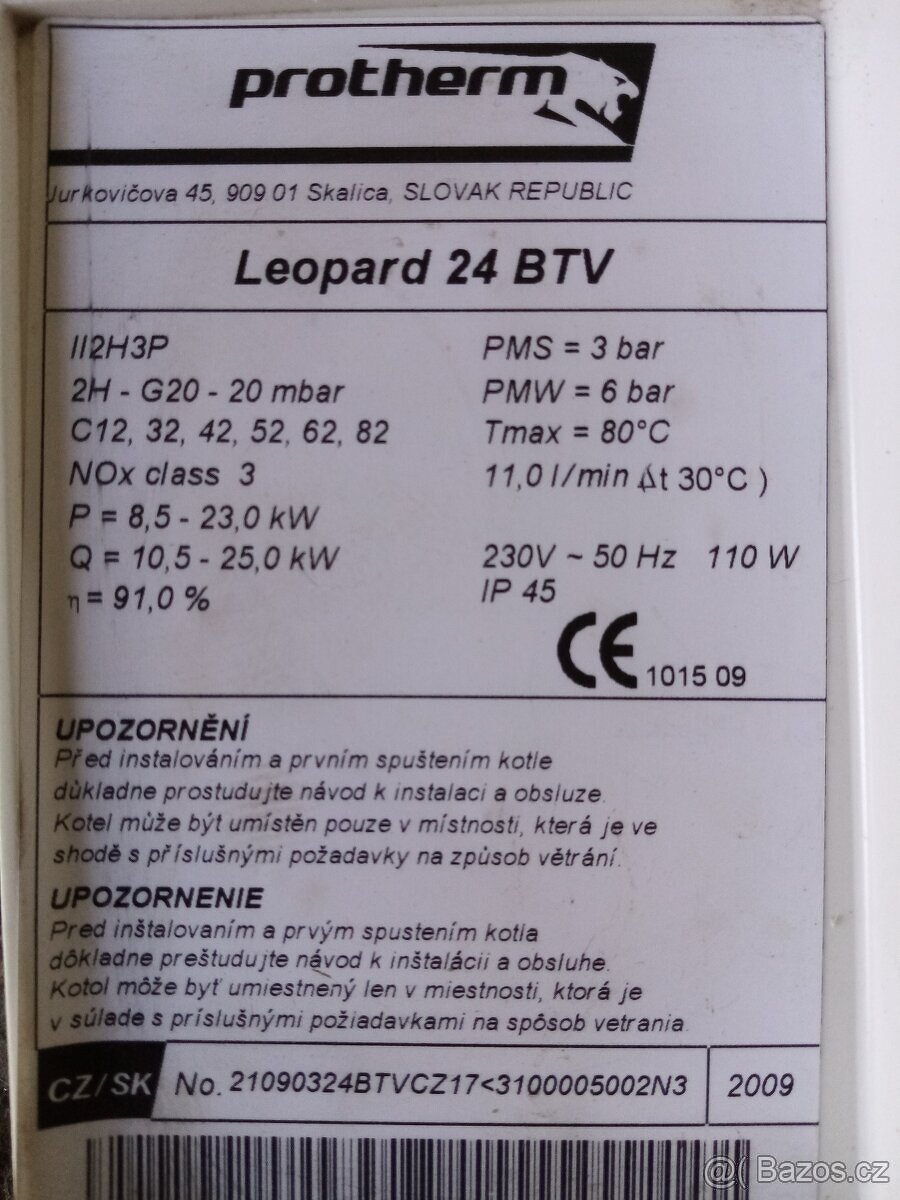 protherm
Jurkovičova 45, 909 01 Skalica, SLOVAK REPUBLIC
Leopard 24 BTV
II2H3P
2H - G20 - 20 mbar
C12, 32, 42, 52, 62, 82
NOx class 3
P = 8,5 - 23,0 kW
Q = 10,5 - 25,0 kW
η = 91,0 %
PMS = 3 bar
PMW = 6 bar
Tmax = 80°C
11,0 l/min Δt 30°C )
230V ~ 50 Hz 110 W
IP 45
CE 1015 09
UPOZORNĚNÍ
Před instalováním a prvním spuštením kotle
důkladne prostudujte návod k instalaci a obsluze.
Kotel může být umístěn pouze v místnosti, která je ve
shodě s příslušnými požadavky na způsob větrání.
UPOZORNENIE
Pred inštalovaním a prvým spustením kotla
dôkladne preštudujte návod k inštalácii a obsluhe.
Kotol môže byť umiestnený len v miestnosti, ktorá je
v súlade s príslušnými požiadavkami na spôsob vetrania.
CZ/SK No. 21090324BTVCZ17<3100005002N3 2009
@( Bazos.cz